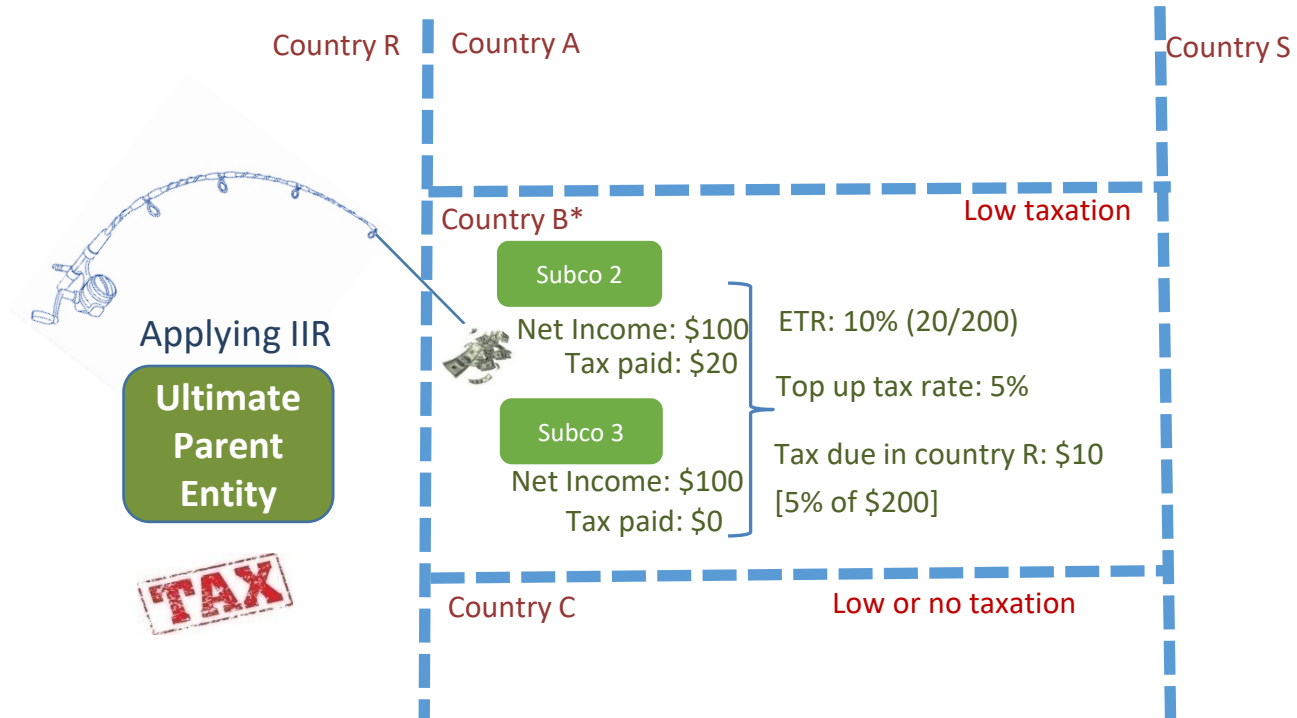 Country R
Country A
Country S
Low taxation
Country B*
Subco 2
Net Income: $100
Tax paid: $20
Subco 3
Net Income: $100
Tax paid: $0
ETR: 10% (20/200)
Top up tax rate: 5%
Tax due in country R: $10
[5% of $200]
Applying IIR
Ultimate
Parent
Entity
TAX
Country C
Low or no taxation